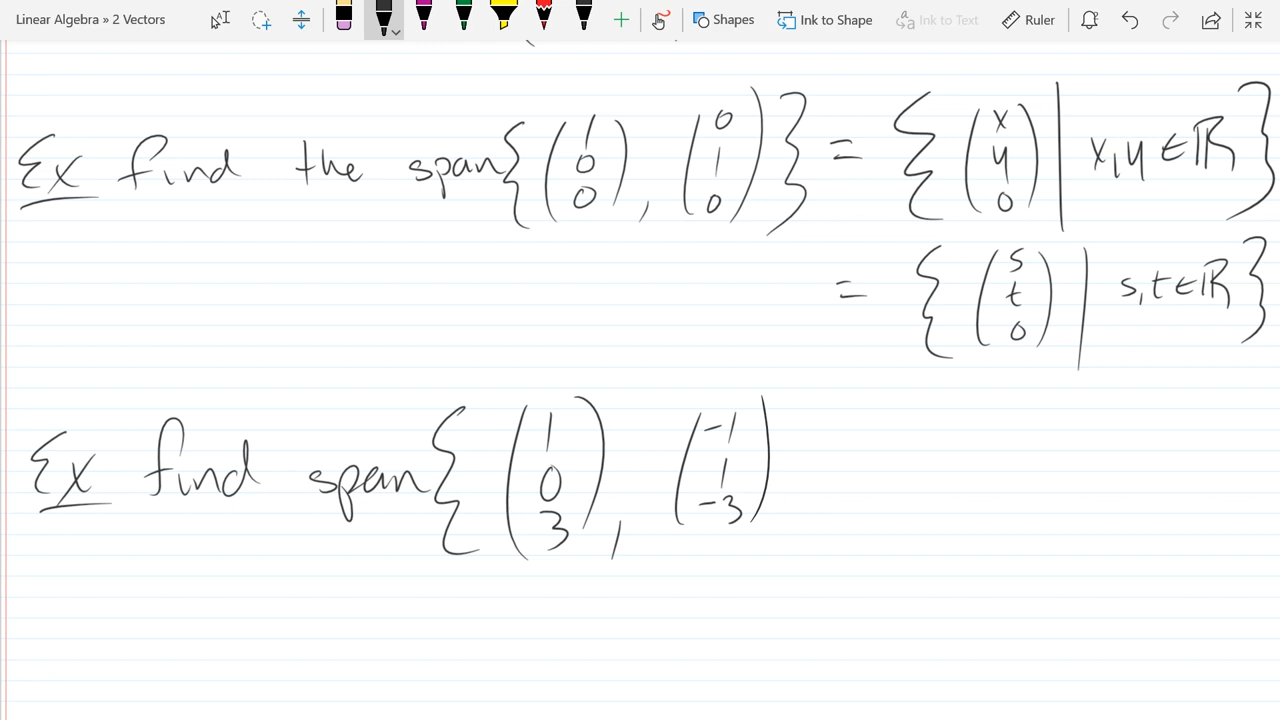 Linear Algebra » 2 Vectors Shapes Ink to Shape Ink to Text Ruler
Ex find the span{(1 0 0), (0 1 0)} = {(x y 0) | x,y ∈ ℝ}
= {(s t 0) | s,t ∈ ℝ}
Ex find span{(1 0 3), (-1 1 -3)